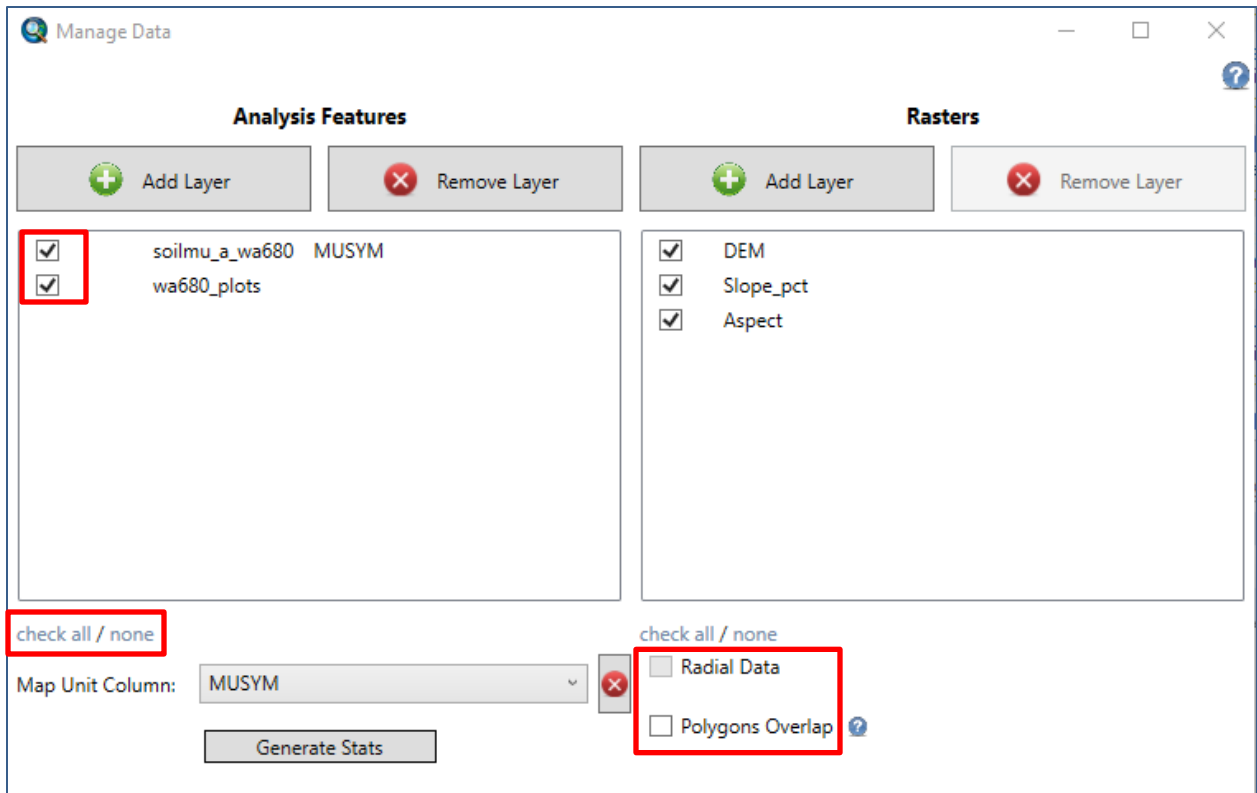 Manage Data
Analysis Features
Rasters
Add Layer
Remove Layer
Add Layer
Remove Layer
soilmu_a_wa680 MUSYM
wa680_plots
DEM
Slope_pct
Aspect
check all / none
check all / none
Map Unit Column:
MUSYM
Radial Data
Polygons Overlap
Generate Stats